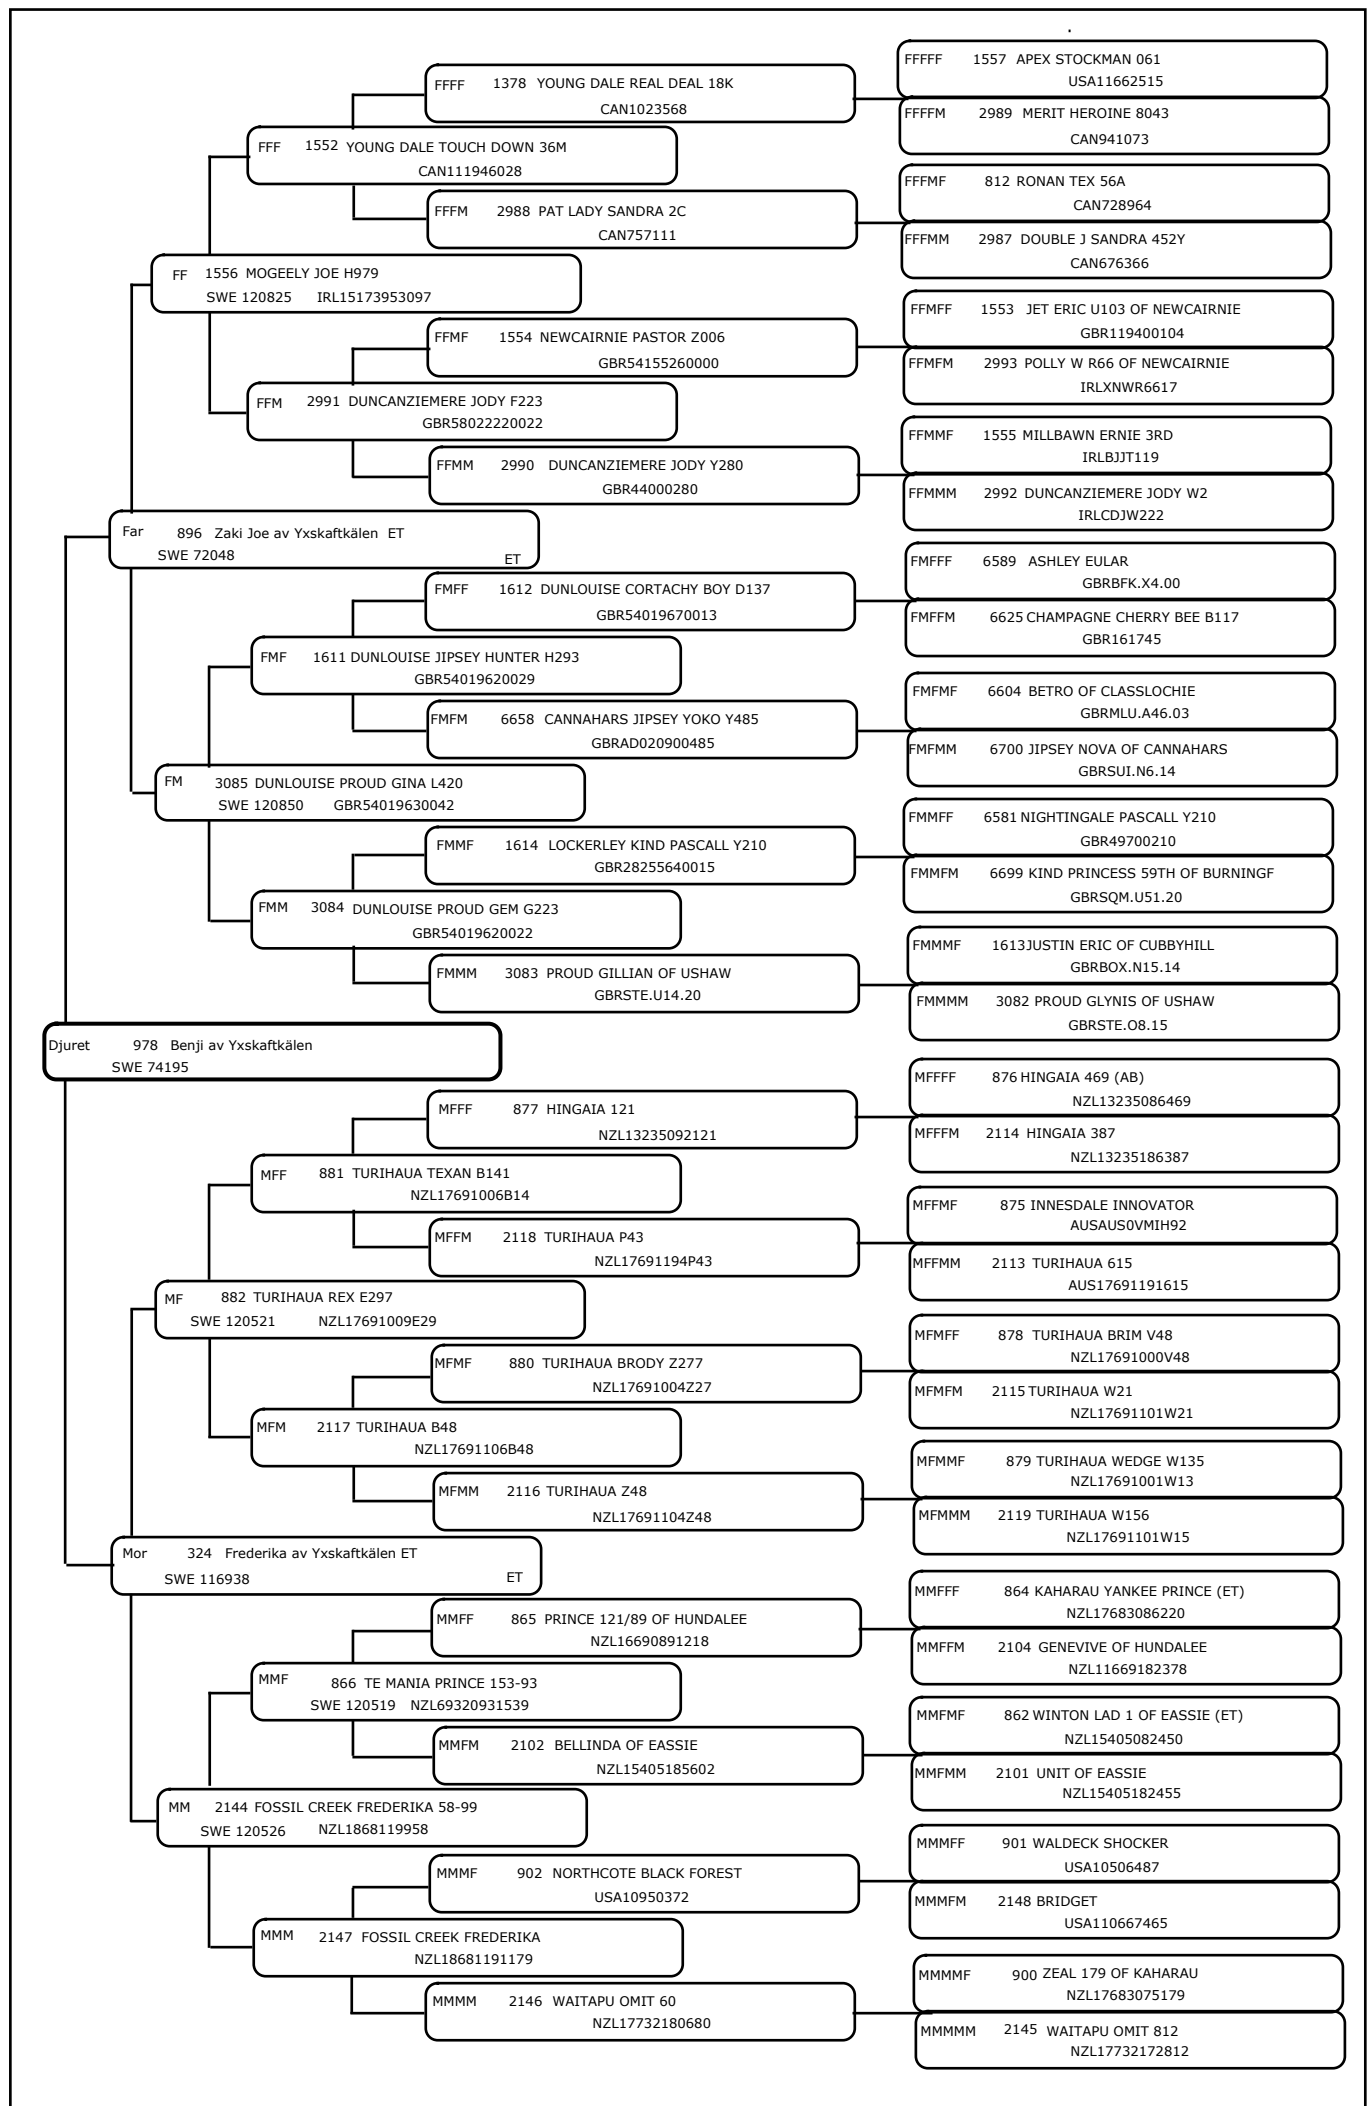 FFFFF 1557 APEX STOCKMAN 061
USA11662515
FFFF 1378 YOUNG DALE REAL DEAL 18K
CAN1023568
FFFFM 2989 MERIT HEROINE 8043
CAN941073
FFF 1552 YOUNG DALE TOUCH DOWN 36M
CAN111946028
FFFMF 812 RONAN TEX 56A
CAN728964
FFFM 2988 PAT LADY SANDRA 2C
CAN757111
FFFMM 2987 DOUBLE J SANDRA 452Y
CAN676366
FF 1556 MOGEELY JOE H979
SWE 120825 IRL15173953097
FFMFF 1553 JET ERIC U103 OF NEWCAIRNIE
GBR119400104
FFMF 1554 NEWCAIRNIE PASTOR Z006
GBR54155260000
FFMFM 2993 POLLY W R66 OF NEWCAIRNIE
IRLXNWR6617
FFM 2991 DUNCANZIEMERE JODY F223
GBR58022220022
FFMMF 1555 MILLBAWN ERNIE 3RD
IRLBJJT119
FFMM 2990 DUNCANZIEMERE JODY Y280
GBR44000280
FFMMM 2992 DUNCANZIEMERE JODY W2
IRLCDJW222
Far 896 Zaki Joe av Yxskaftkälen ET
SWE 72048 ET
FMFFF 6589 ASHLEY EULAR
GBRBFK.X4.00
FMFF 1612 DUNLOUISE CORTACHY BOY D137
GBR54019670013
FMFFM 6625 CHAMPAGNE CHERRY BEE B117
GBR161745
FMF 1611 DUNLOUISE JIPSEY HUNTER H293
GBR54019620029
FMFMF 6604 BETRO OF CLASSLOCHIE
GBRMLU.A46.03
FMFM 6658 CANNAHARS JIPSEY YOKO Y485
GBRAD020900485
FMFMM 6700 JIPSEY NOVA OF CANNAHARS
GBRSUI.N6.14
FM 3085 DUNLOUISE PROUD GINA L420
SWE 120850 GBR54019630042
FMMFF 6581 NIGHTINGALE PASCALL Y210
GBR49700210
FMMF 1614 LOCKERLEY KIND PASCALL Y210
GBR28255640015
FMMFM 6699 KIND PRINCESS 59TH OF BURNINGF
GBRSQM.U51.20
FMM 3084 DUNLOUISE PROUD GEM G223
GBR54019620022
FMMMF 1613JUSTIN ERIC OF CUBBYHILL
GBRBOX.N15.14
FMMM 3083 PROUD GILLIAN OF USHAW
GBRSTE.U14.20
FMMMM 3082 PROUD GLYNIS OF USHAW
GBRSTE.O8.15
Djuret 978 Benji av Yxskaftkälen
SWE 74195
MFFFF 876 HINGAIA 469 (AB)
NZL13235086469
MFFF 877 HINGAIA 121
NZL13235092121
MFFFM 2114 HINGAIA 387
NZL13235186387
MFF 881 TURIHAUA TEXAN B141
NZL17691006B14
MFFMF 875 INNESDALE INNOVATOR
AUSAUS0VMIH92
MFFM 2118 TURIHAUA P43
NZL17691194P43
MFFMM 2113 TURIHAUA 615
AUS17691191615
MF 882 TURIHAUA REX E297
SWE 120521 NZL17691009E29
MFMFF 878 TURIHAUA BRIM V48
NZL17691000V48
MFMF 880 TURIHAUA BRODY Z277
NZL17691004Z27
MFMFM 2115 TURIHAUA W21
NZL17691101W21
MFM 2117 TURIHAUA B48
NZL17691106B48
MFMMF 879 TURIHAUA WEDGE W135
NZL17691001W13
MFMM 2116 TURIHAUA Z48
NZL17691104Z48
MFMMM 2119 TURIHAUA W156
NZL17691101W15
Mor 324 Frederika av Yxskaftkälen ET
SWE 116938 ET
MMFFF 864 KAHARAU YANKEE PRINCE (ET)
NZL17683086220
MMFF 865 PRINCE 121/89 OF HUNDALEE
NZL16690891218
MMFFM 2104 GENEVIVE OF HUNDALEE
NZL11669182378
MMF 866 TE MANIA PRINCE 153-93
SWE 120519 NZL69320931539
MMFMF 862 WINTON LAD 1 OF EASSIE (ET)
NZL15405082450
MMFM 2102 BELLINDA OF EASSIE
NZL15405185602
MMFMM 2101 UNIT OF EASSIE
NZL15405182455
MM 2144 FOSSIL CREEK FREDERIKA 58-99
SWE 120526 NZL1868119958
MMMFF 901 WALDECK SHOCKER
USA10506487
MMMF 902 NORTHCOTE BLACK FOREST
USA10950372
MMMFM 2148 BRIDGET
USA110667465
MMM 2147 FOSSIL CREEK FREDERIKA
NZL18681191179
MMMMF 900 ZEAL 179 OF KAHARAU
NZL17683075179
MMMM 2146 WAITAPU OMIT 60
NZL17732180680
MMMMM 2145 WAITAPU OMIT 812
NZL17732172812